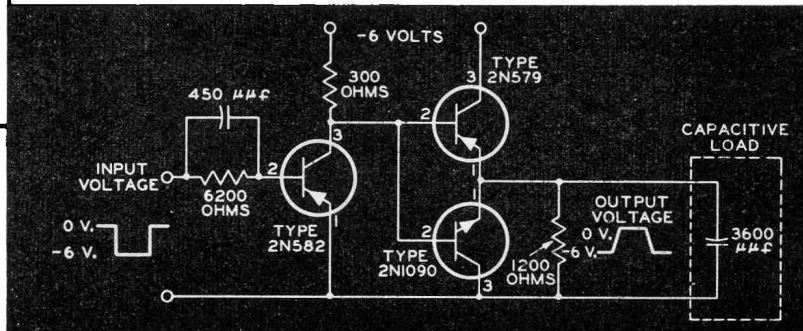 -6 VOLTS
TYPE
2N579
300
OHMS
450 μμf
3
3
2
CAPACITIVE
LOAD
INPUT
VOLTAGE
2
1
1
OUTPUT
VOLTAGE
6200
OHMS
0 V.
-6 V.
TYPE
2N582
2
TYPE
2N1090
3
1200
OHMS
0 V.
-6 V.
3600
μμf